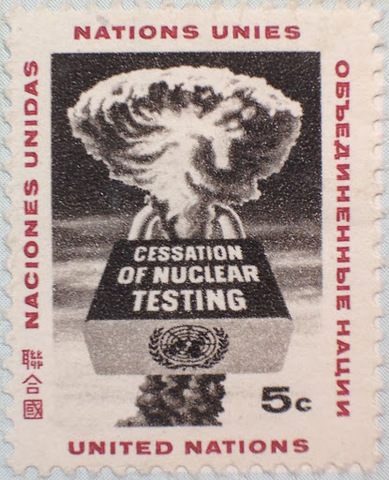 NATIONS UNIES
NACIONES UNIDAS
ОБЪЕДИНЕННЫЕ НАЦИИ
CESSATION
OF NUCLEAR
TESTING
聯合國
5c
UNITED NATIONS